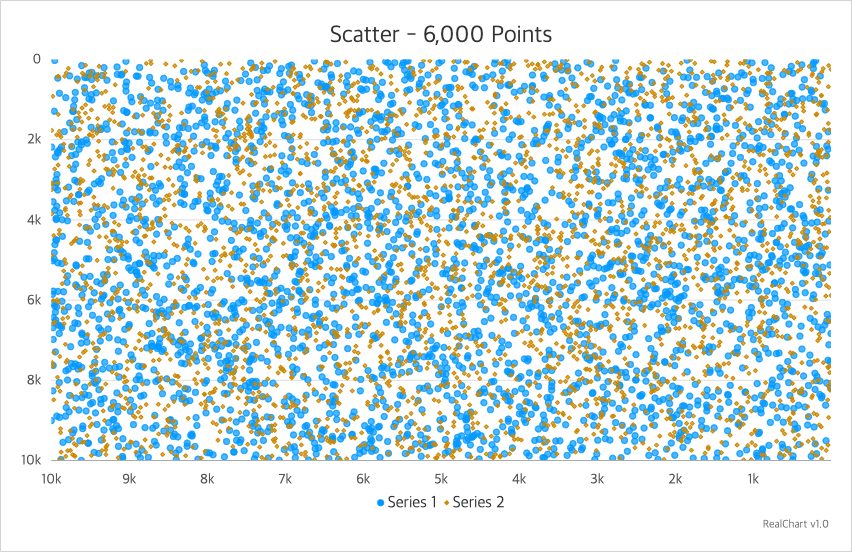 Scatter - 6,000 Points
0
2k
4k
6k
8k
10k
10k 9k 8k 7k 6k 5k 4k 3k 2k 1k
Series 1 Series 2
RealChart v1.0